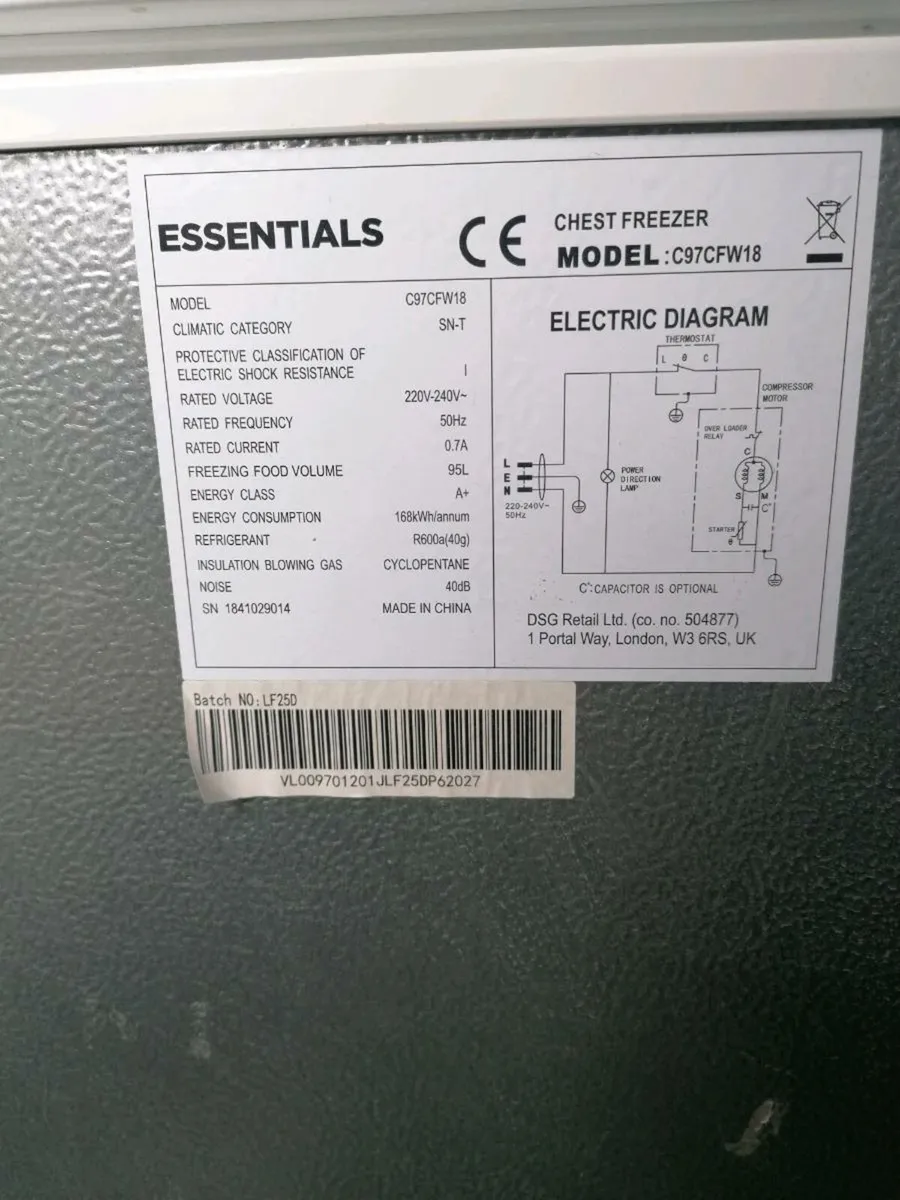 ESSENTIALS
CE
CHEST FREEZER
MODEL:C97CFW18
MODEL C97CFW18
CLIMATIC CATEGORY SN-T
PROTECTIVE CLASSIFICATION OF
ELECTRIC SHOCK RESISTANCE I
RATED VOLTAGE 220V-240V~
RATED FREQUENCY 50Hz
RATED CURRENT 0.7A
FREEZING FOOD VOLUME 95L
ENERGY CLASS A+
ENERGY CONSUMPTION 168kWh/annum
REFRIGERANT R600a(40g)
INSULATION BLOWING GAS CYCLOPENTANE
NOISE 40dB
SN 1841029014 MADE IN CHINA
ELECTRIC DIAGRAM
THERMOSTAT
L θ C
COMPRESSOR
MOTOR
OVER LOADER
RELAY
C
L
E
N
220-240V~
50Hz
POWER
DIRECTION
LAMP
S M
C*
STARTER
θ
C*:CAPACITOR IS OPTIONAL
DSG Retail Ltd. (co. no. 504877)
1 Portal Way, London, W3 6RS, UK
Batch NO:LF25D
VL009701201JLF25DP62027